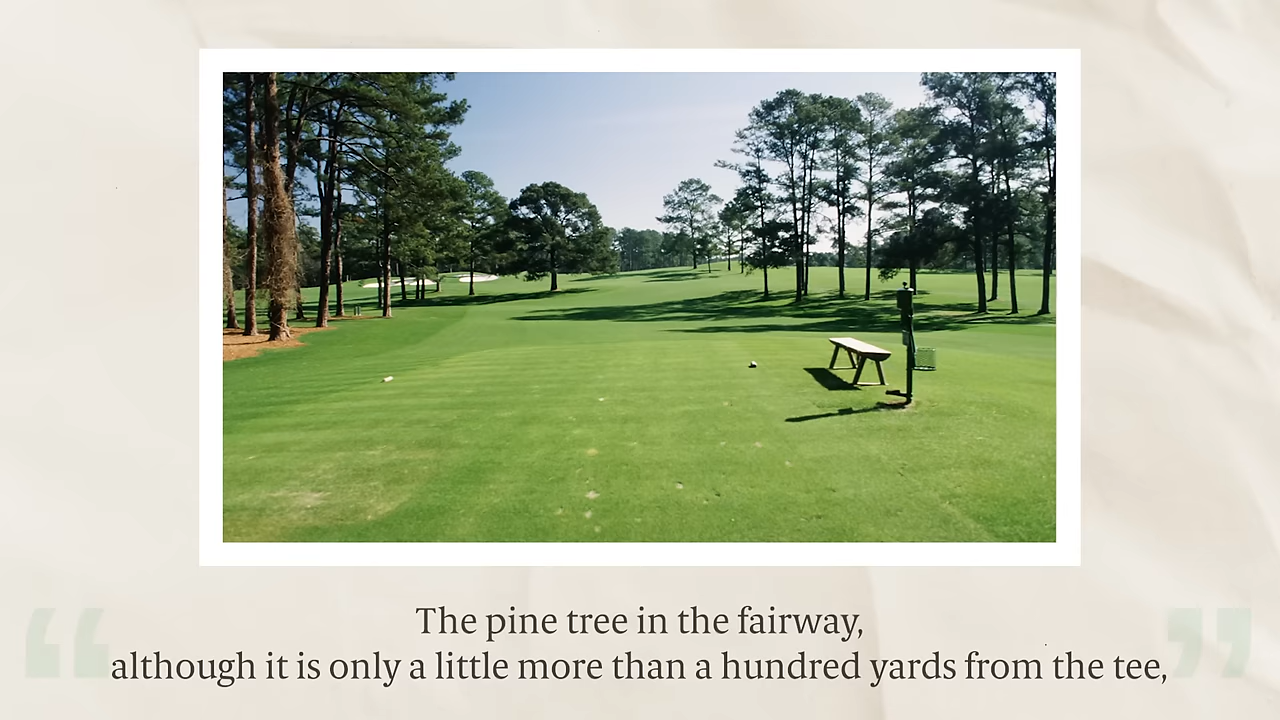 The pine tree in the fairway,
although it is only a little more than a hundred yards from the tee,